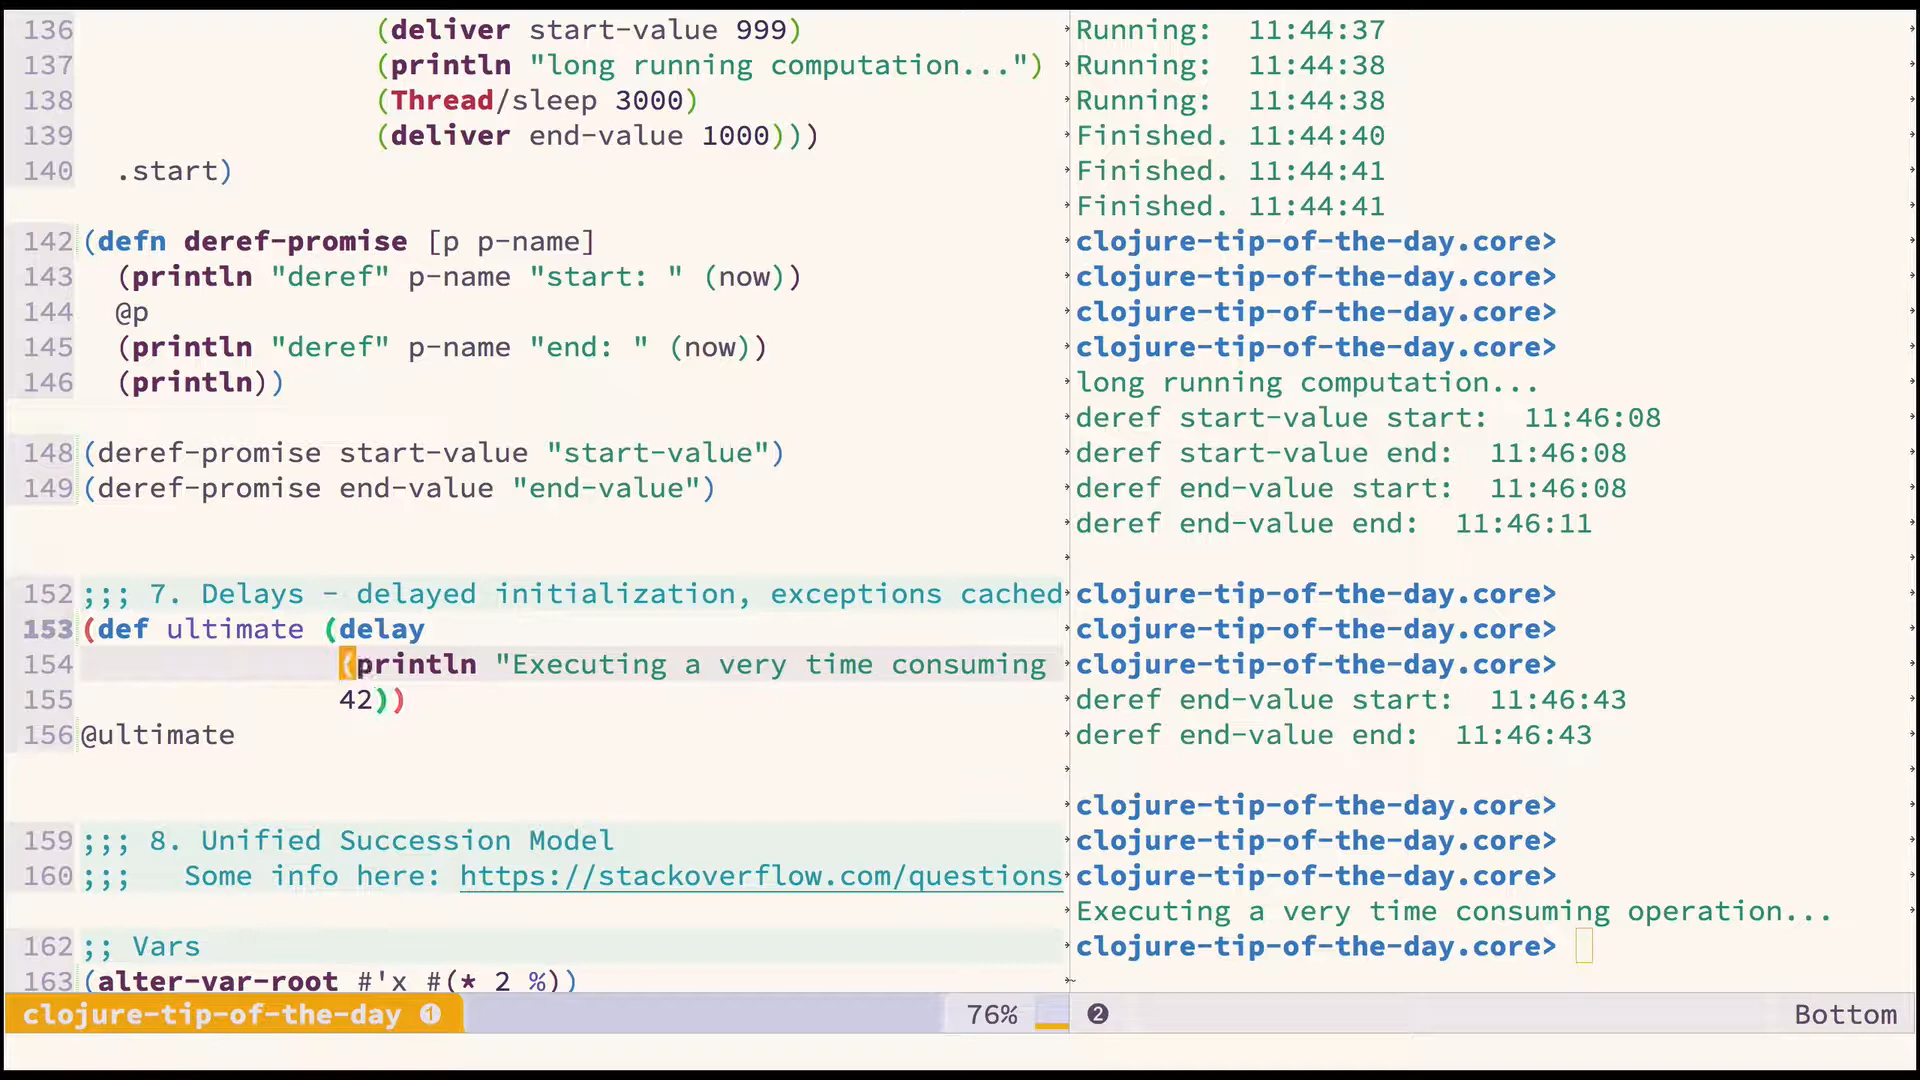 136 (deliver start-value 999)
137 (println "long running computation...")
138 (Thread/sleep 3000)
139 (deliver end-value 1000)))
140 .start)
142 (defn deref-promise [p p-name]
143 (println "deref" p-name "start: " (now))
144 @p
145 (println "deref" p-name "end: " (now))
146 (println))
148 (deref-promise start-value "start-value")
149 (deref-promise end-value "end-value")
152 ;;; 7. Delays - delayed initialization, exceptions cached
153 (def ultimate (delay
154 (println "Executing a very time consuming
155 42))
156 @ultimate
159 ;;; 8. Unified Succession Model
160 ;;; Some info here: https://stackoverflow.com/questions
162 ;; Vars
163 (alter-var-root #'x #(* 2 %))
clojure-tip-of-the-day 1 76%
Running: 11:44:37
Running: 11:44:38
Running: 11:44:38
Finished. 11:44:40
Finished. 11:44:41
Finished. 11:44:41
clojure-tip-of-the-day.core>
clojure-tip-of-the-day.core>
clojure-tip-of-the-day.core>
clojure-tip-of-the-day.core>
long running computation...
deref start-value start: 11:46:08
deref start-value end: 11:46:08
deref end-value start: 11:46:08
deref end-value end: 11:46:11
clojure-tip-of-the-day.core>
clojure-tip-of-the-day.core>
clojure-tip-of-the-day.core>
deref end-value start: 11:46:43
deref end-value end: 11:46:43
clojure-tip-of-the-day.core>
clojure-tip-of-the-day.core>
clojure-tip-of-the-day.core>
Executing a very time consuming operation...
clojure-tip-of-the-day.core>
2 Bottom